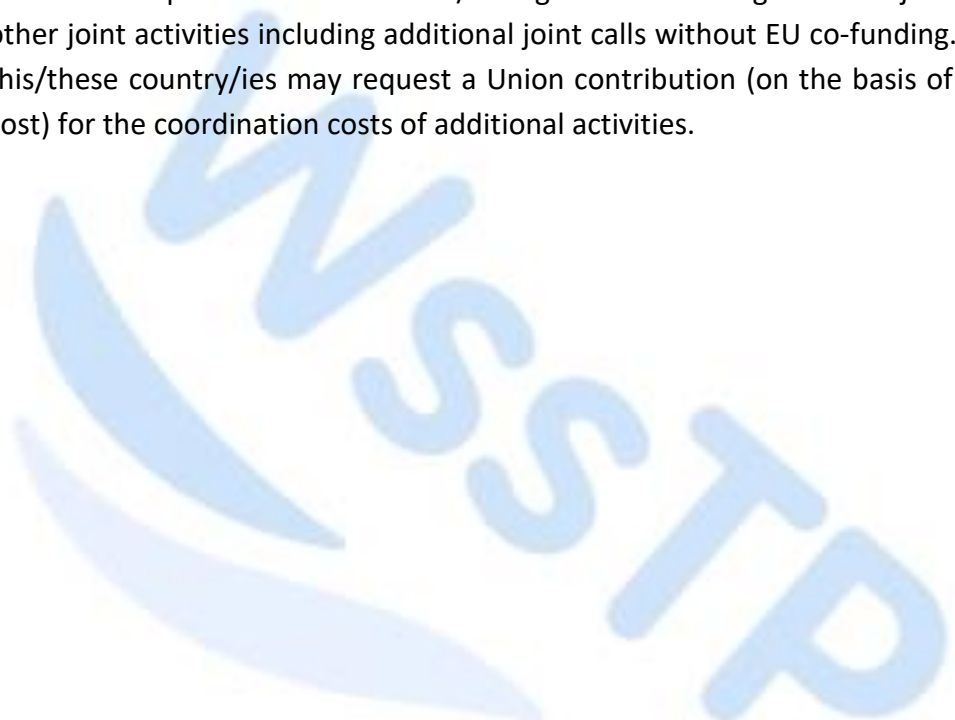 other joint activities including additional joint calls without EU co-funding.
his/these country/ies may request a Union contribution (on the basis of
ost) for the coordination costs of additional activities.
WssTP